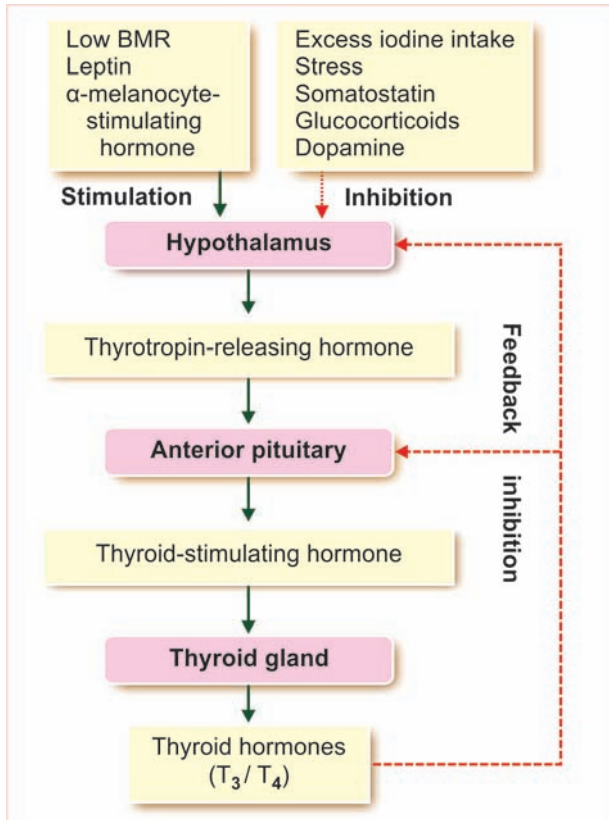 Low BMR
Leptin
α-melanocyte-
stimulating
hormone
Excess iodine intake
Stress
Somatostatin
Glucocorticoids
Dopamine
Stimulation
Inhibition
Hypothalamus
Thyrotropin-releasing hormone
Anterior pituitary
Thyroid-stimulating hormone
Thyroid gland
Thyroid hormones
(T₃ / T₄)
Feedback
inhibition